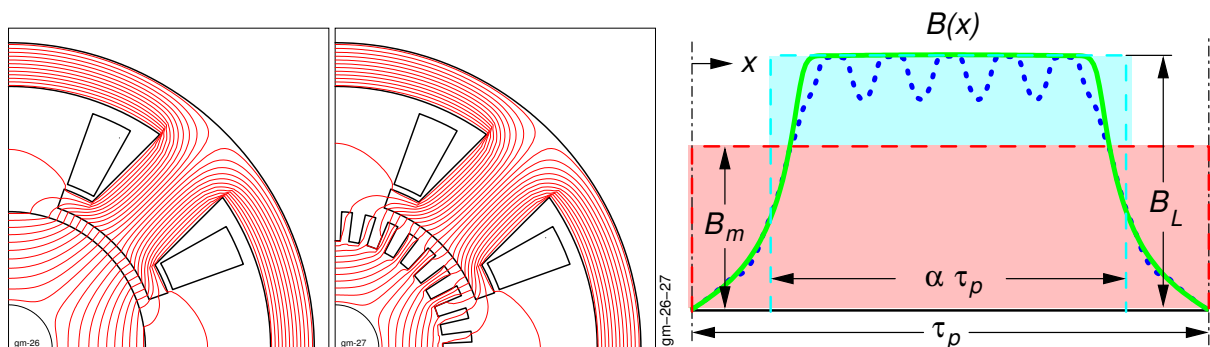 gm-26
gm-27
gm-26-27
B(x)
x
B_m
B_L
α τ_p
τ_p